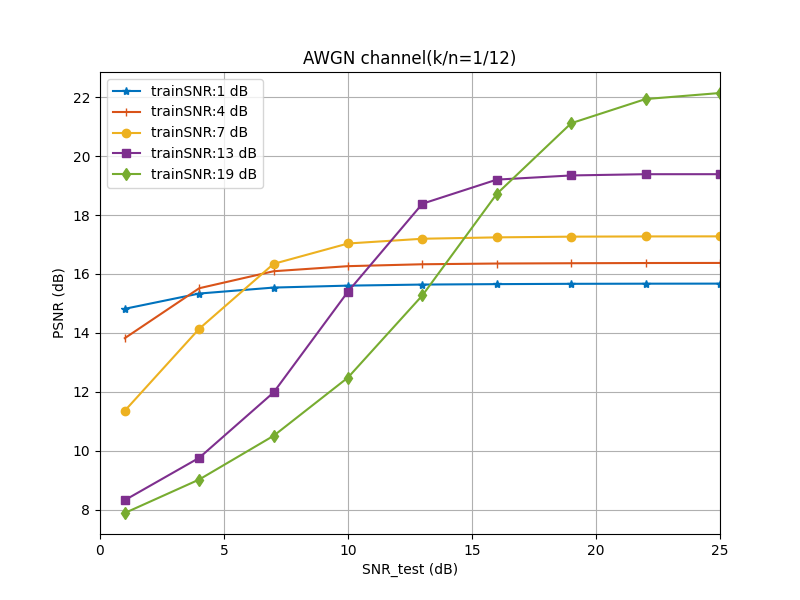 AWGN channel(k/n=1/12)
trainSNR:1 dB
trainSNR:4 dB
trainSNR:7 dB
trainSNR:13 dB
trainSNR:19 dB
PSNR (dB)
22
20
18
16
14
12
10
8
0 5 10 15 20 25
SNR_test (dB)